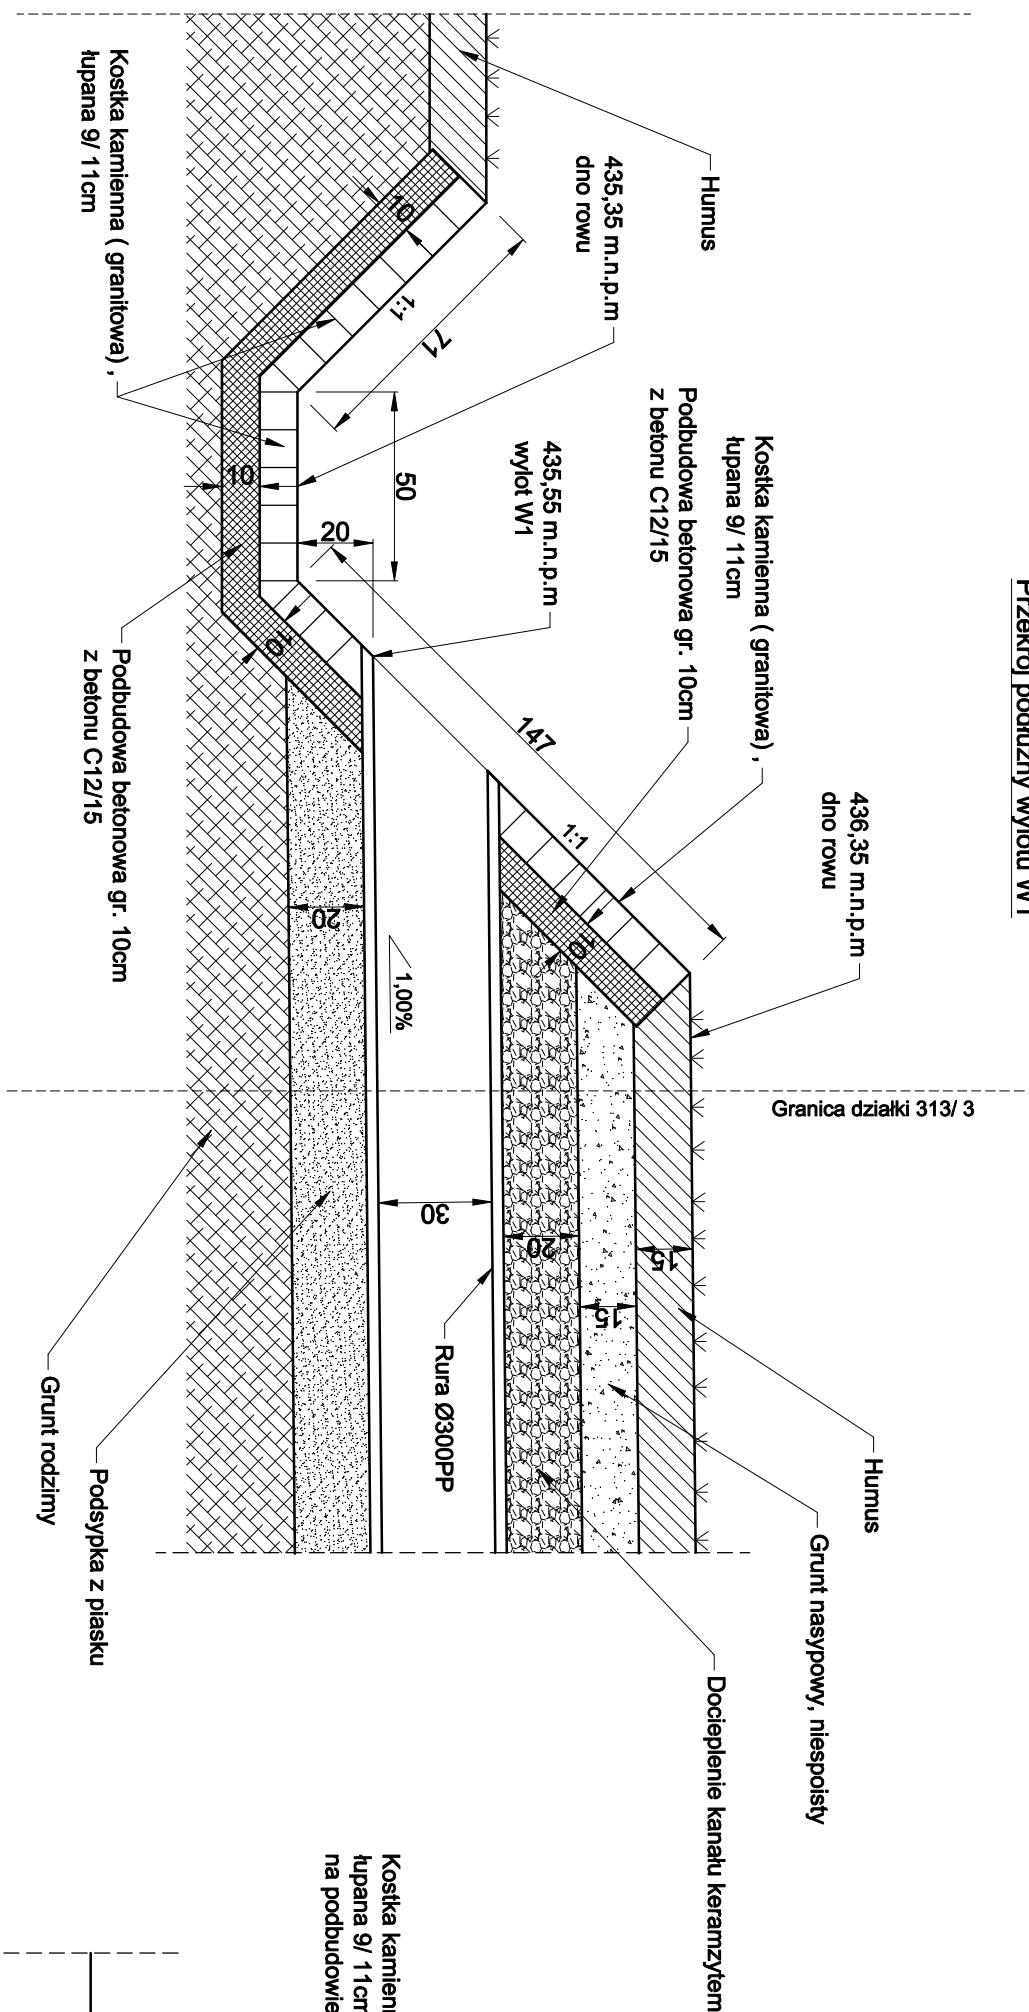 Przekrój podłużny wylotu W1
Humus
435,35 m.n.p.m
dno rowu
Kostka kamienna ( granitowa) ,
łupana 9/ 11cm
10
1:1
71
50
10
20
10
435,55 m.n.p.m
wylot W1
Kostka kamienna ( granitowa) ,
łupana 9/ 11cm
Podbudowa betonowa gr. 10cm
z betonu C12/15
Podbudowa betonowa gr. 10cm
z betonu C12/15
147
1:1
10
436,35 m.n.p.m
dno rowu
20
1,00%
Granica działki 313/ 3
30
20
15
15
Rura Ø300PP
Humus
Grunt nasypowy, niespoisty
Docieplenie kanału keramzytem
Grunt rodzimy
Podsypka z piasku
łupana 9/ 11cm
na podbudowie